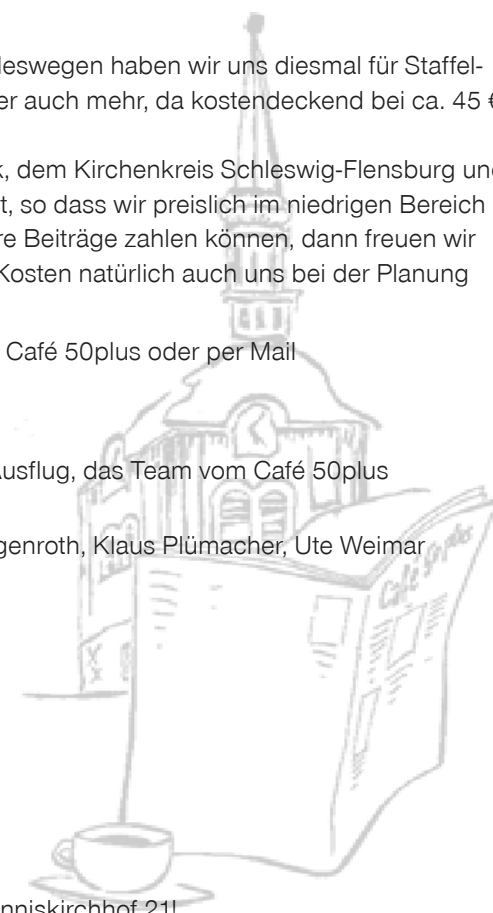 deswegen haben wir uns diesmal für Staffel-
er auch mehr, da kostendeckend bei ca. 45 €
dem Kirchenkreis Schleswig-Flensburg und
t, so dass wir preislich im niedrigen Bereich
re Beiträge zahlen können, dann freuen wir
Kosten natürlich auch uns bei der Planung
Café 50plus oder per Mail
Ausflug, das Team vom Café 50plus
genroth, Klaus Plümacher, Ute Weimar
Café 50 plus
nniskirchhof 21!